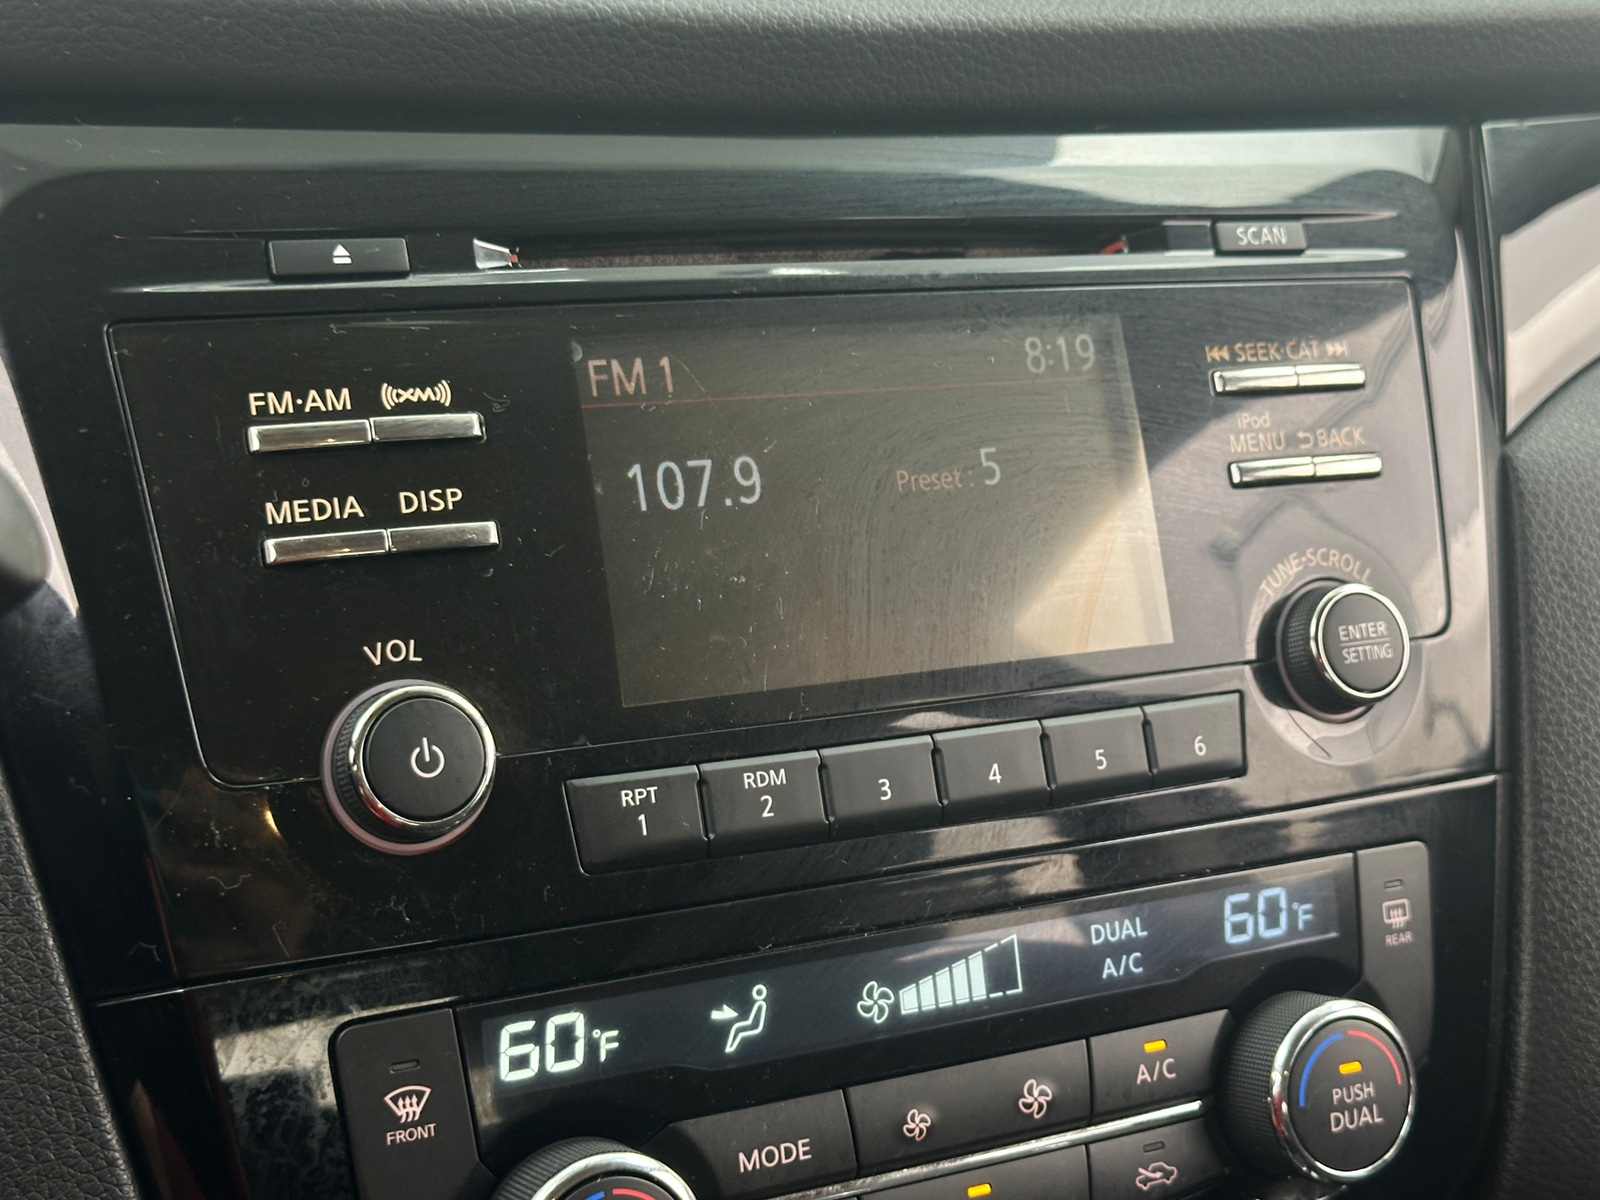 SCAN
FM·AM
((XM))
MEDIA
DISP
VOL
FM 1
8:19
107.9
Preset : 5
SEEK·CAT
iPod
MENU
BACK
TUNE·SCROLL
ENTER
SETTING
RPT
1
RDM
2
3
4
5
6
60°F
DUAL
A/C
60°F
REAR
FRONT
MODE
A/C
PUSH
DUAL